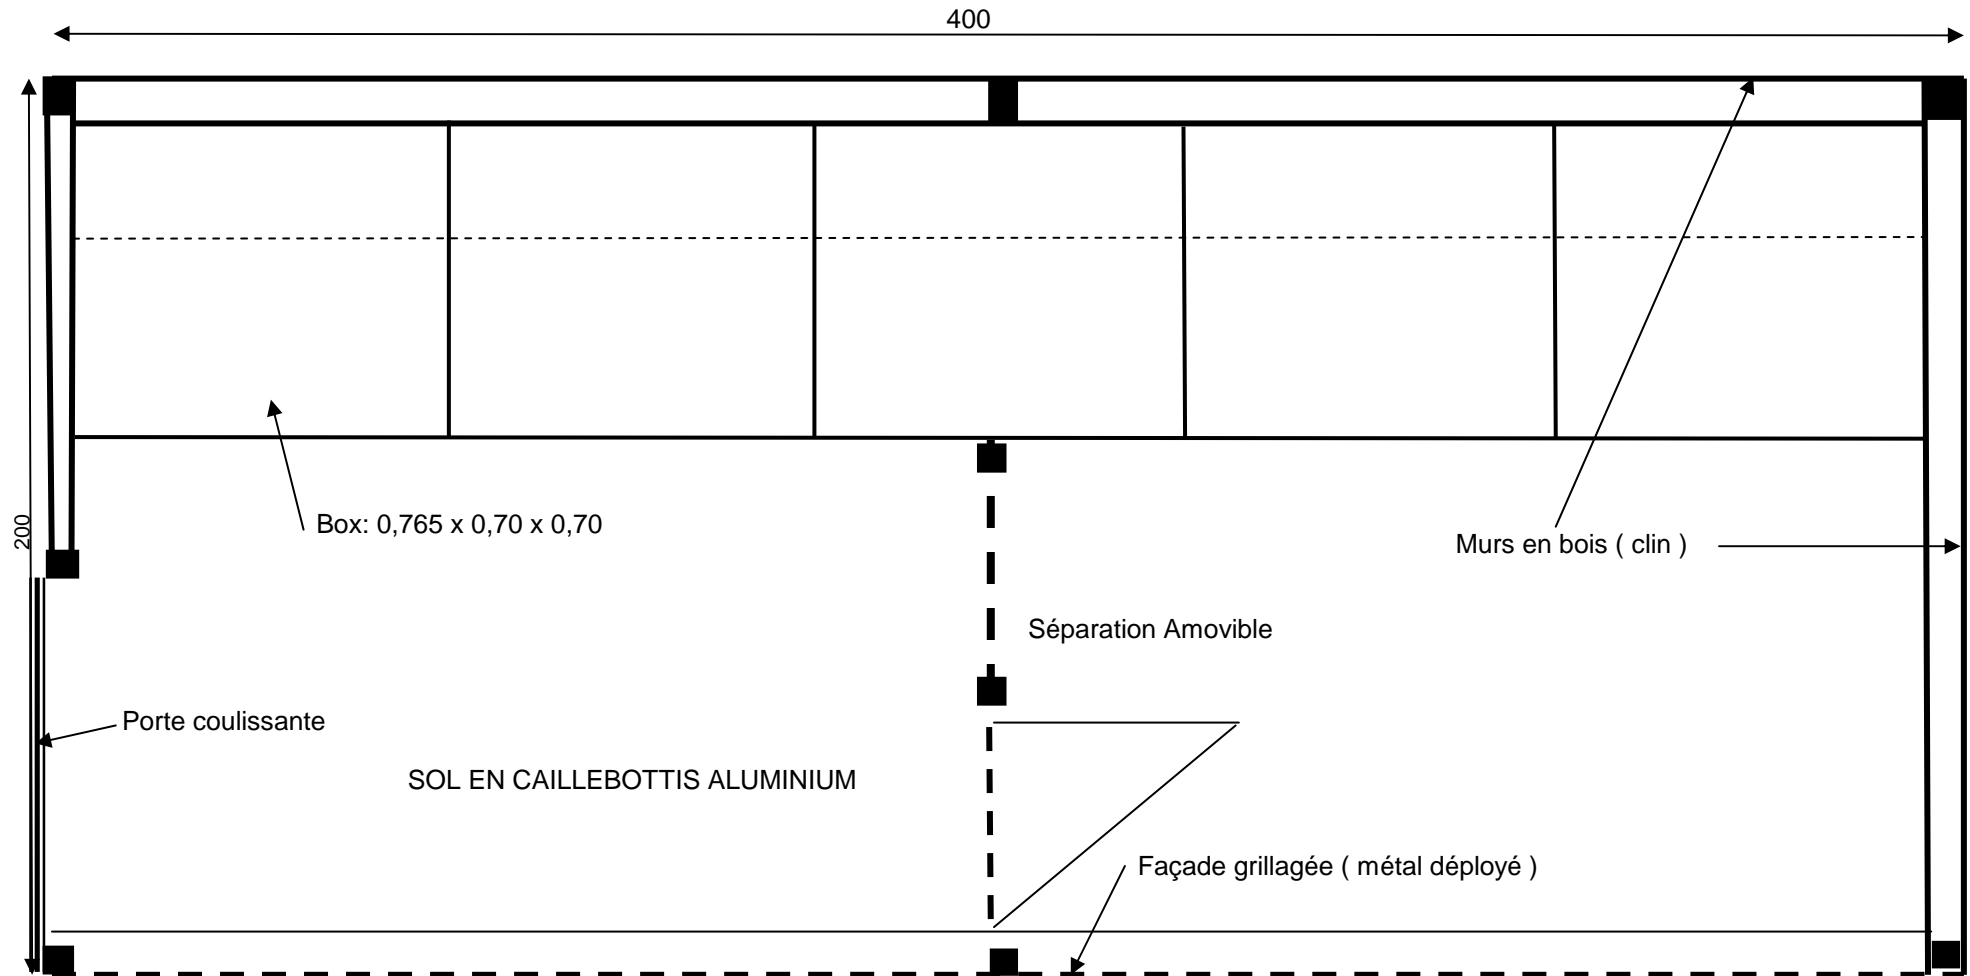 400
200
Box: 0,765 x 0,70 x 0,70
Murs en bois ( clin )
Séparation Amovible
Porte coulissante
SOL EN CAILLEBOTTIS ALUMINIUM
Façade grillagée ( métal déployé )